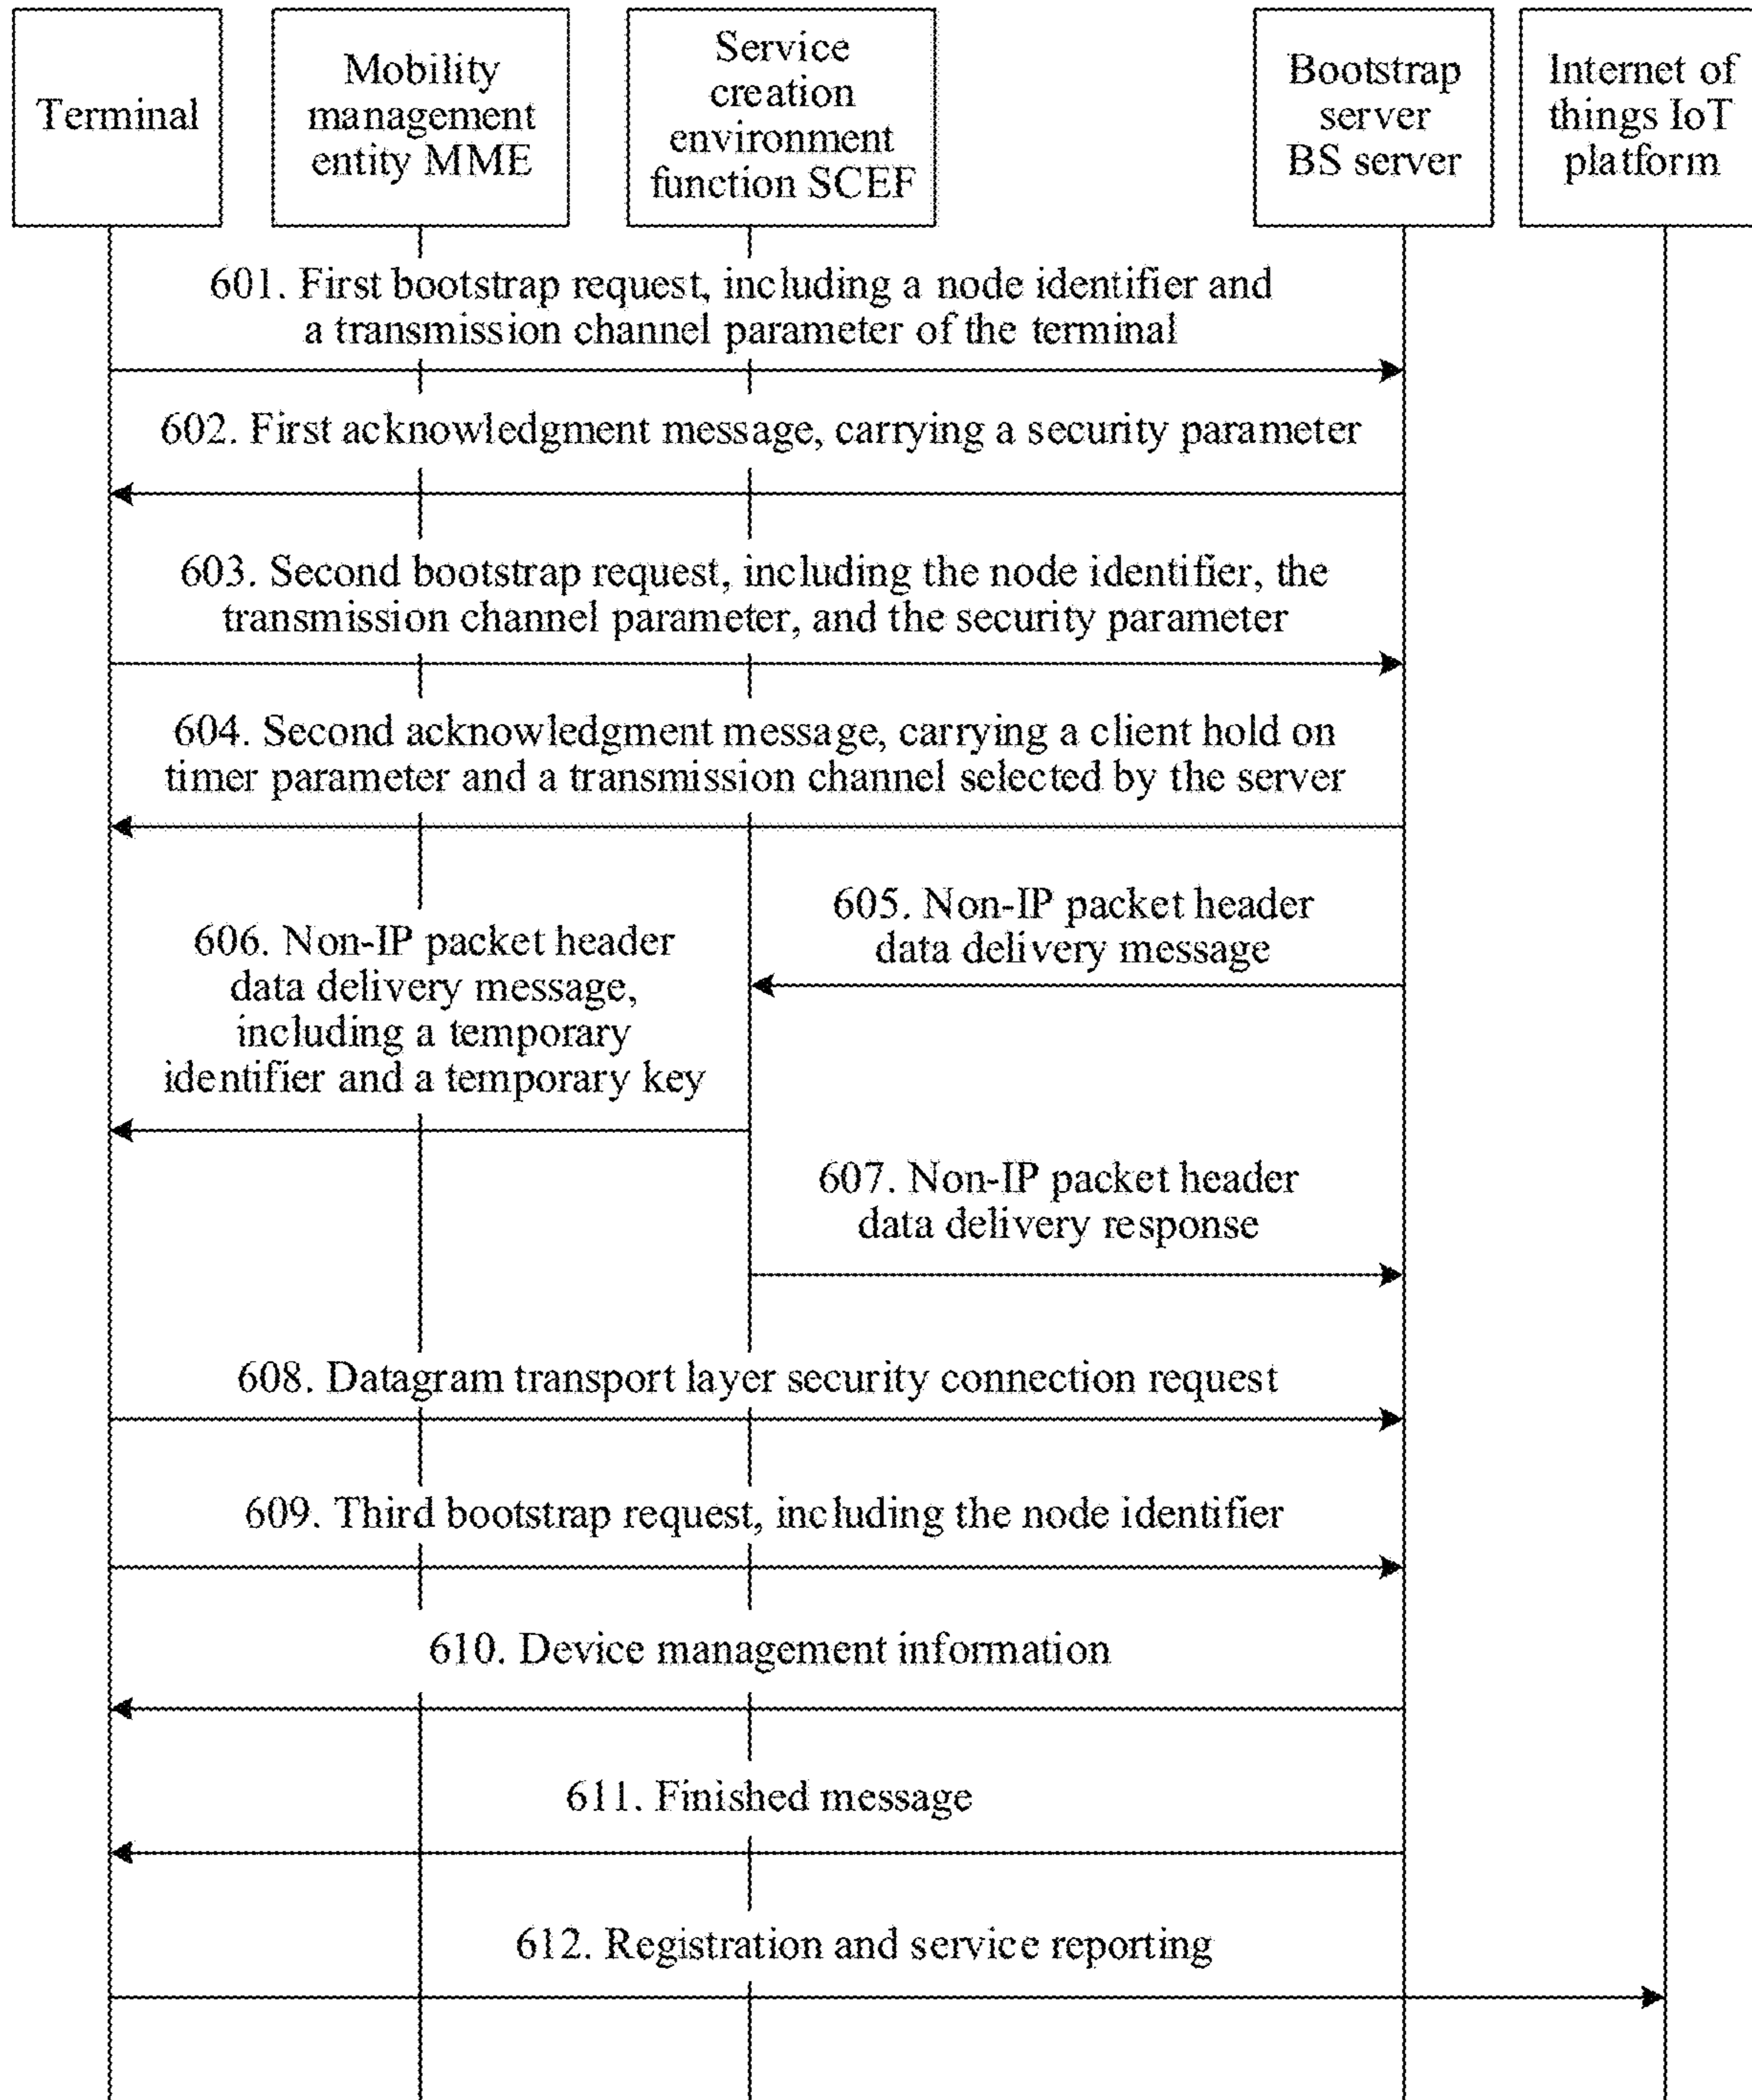 Terminal
Mobility
management
entity MME
Service
creation
environment
function SCEF
Bootstrap
server
BS server
Internet of
things IoT
platform
601. First bootstrap request, including a node identifier and
a transmission channel parameter of the terminal
602. First acknowledgment message, carrying a security parameter
603. Second bootstrap request, including the node identifier, the
transmission channel parameter, and the security parameter
604. Second acknowledgment message, carrying a client hold on
timer parameter and a transmission channel selected by the server
605. Non-IP packet header
data delivery message
606. Non-IP packet header
data delivery message,
including a temporary
identifier and a temporary key
607. Non-IP packet header
data delivery response
608. Datagram transport layer security connection request
609. Third bootstrap request, including the node identifier
610. Device management information
611. Finished message
612. Registration and service reporting